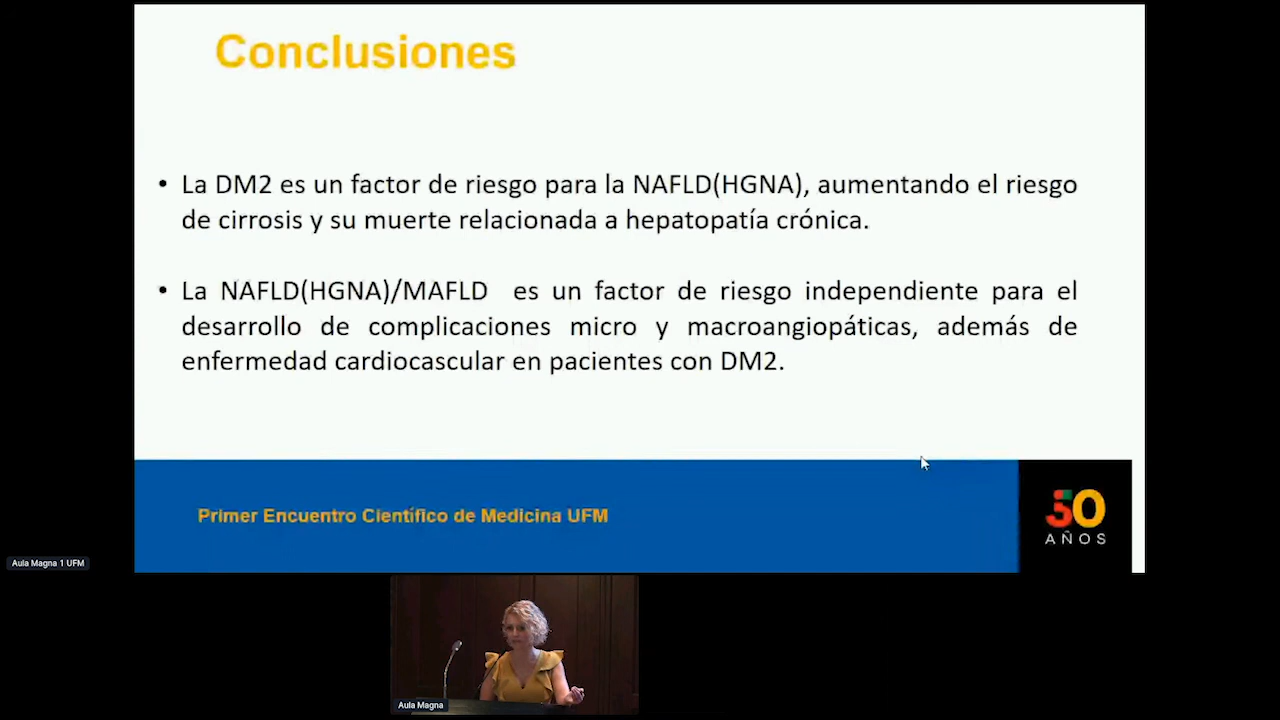 Conclusiones
• La DM2 es un factor de riesgo para la NAFLD(HGNA), aumentando el riesgo
de cirrosis y su muerte relacionada a hepatopatía crónica.
• La NAFLD(HGNA)/MAFLD es un factor de riesgo independiente para el
desarrollo de complicaciones micro y macroangiopáticas, además de
enfermedad cardiocascular en pacientes con DM2.
Primer Encuentro Científico de Medicina UFM
50
AÑOS
Aula Magna 1 UFM
Aula Magna